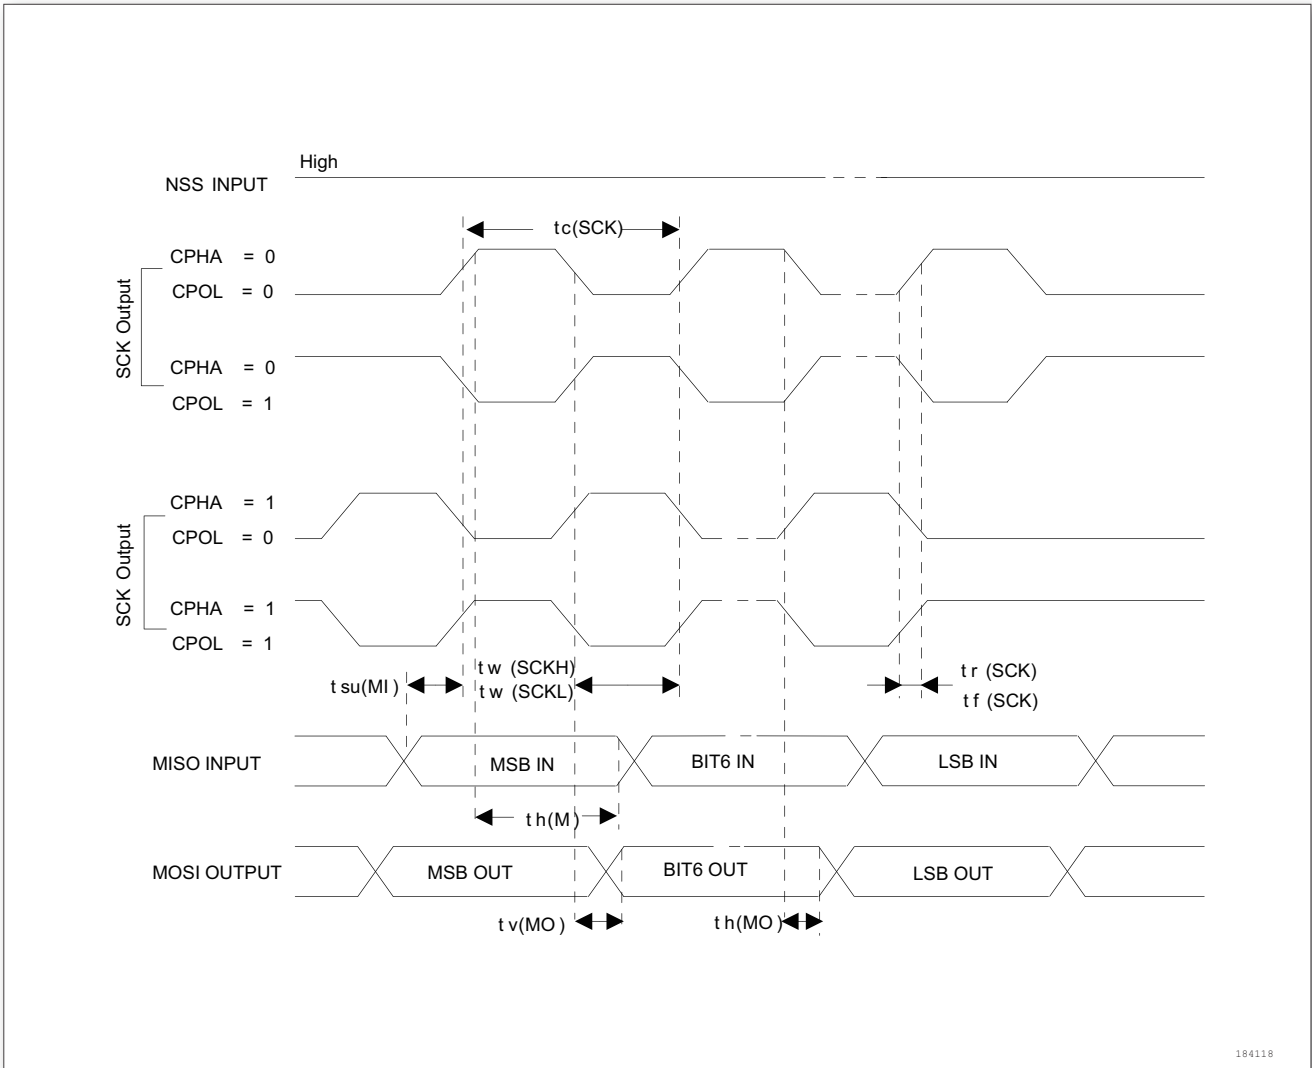 High
NSS INPUT
tc(SCK)
CPHA = 0
CPOL = 0
SCK Output
CPHA = 0
CPOL = 1
CPHA = 1
CPOL = 0
SCK Output
CPHA = 1
CPOL = 1
tsu(MI)
tw (SCKH)
tw (SCKL)
tr (SCK)
tf (SCK)
MISO INPUT
MSB IN
BIT6 IN
LSB IN
th(M)
MOSI OUTPUT
MSB OUT
BIT6 OUT
LSB OUT
tv(MO)
th(MO)
184118